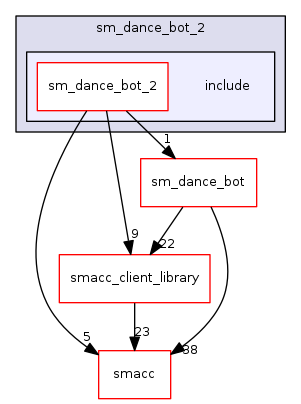 sm_dance_bot_2
sm_dance_bot_2
include
1
sm_dance_bot
9
22
smacc_client_library
5
23
38
smacc